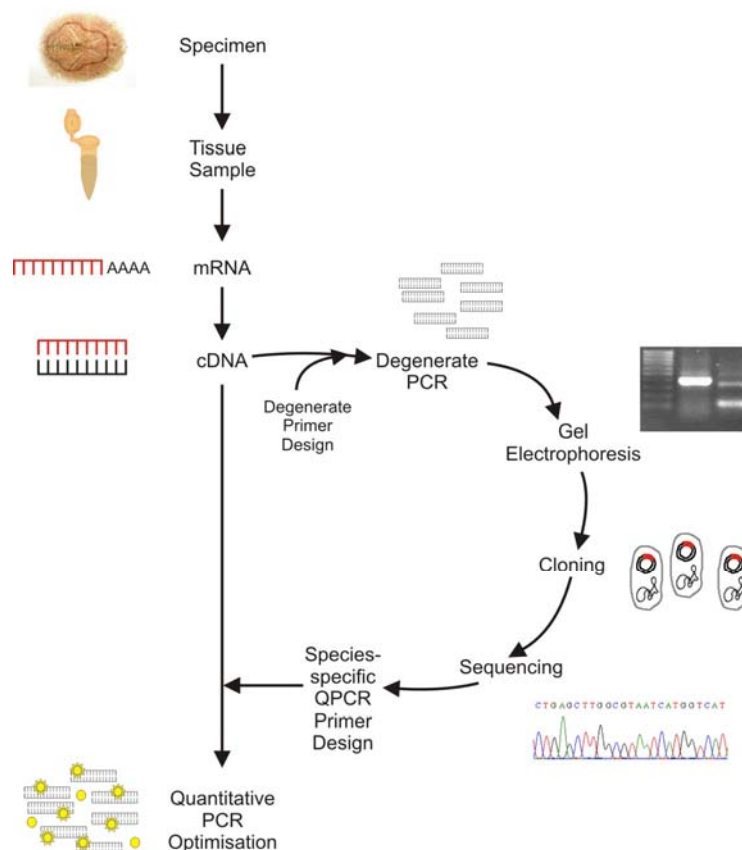 Specimen
Tissue
Sample
AAAA
mRNA
cDNA
Degenerate
PCR
Degenerate
Primer
Design
Gel
Electrophoresis
Cloning
Sequencing
Species-
specific
QPCR
Primer
Design
CTGAGCTTGGCGTAATCATGGTCAT
Quantitative
PCR
Optimisation